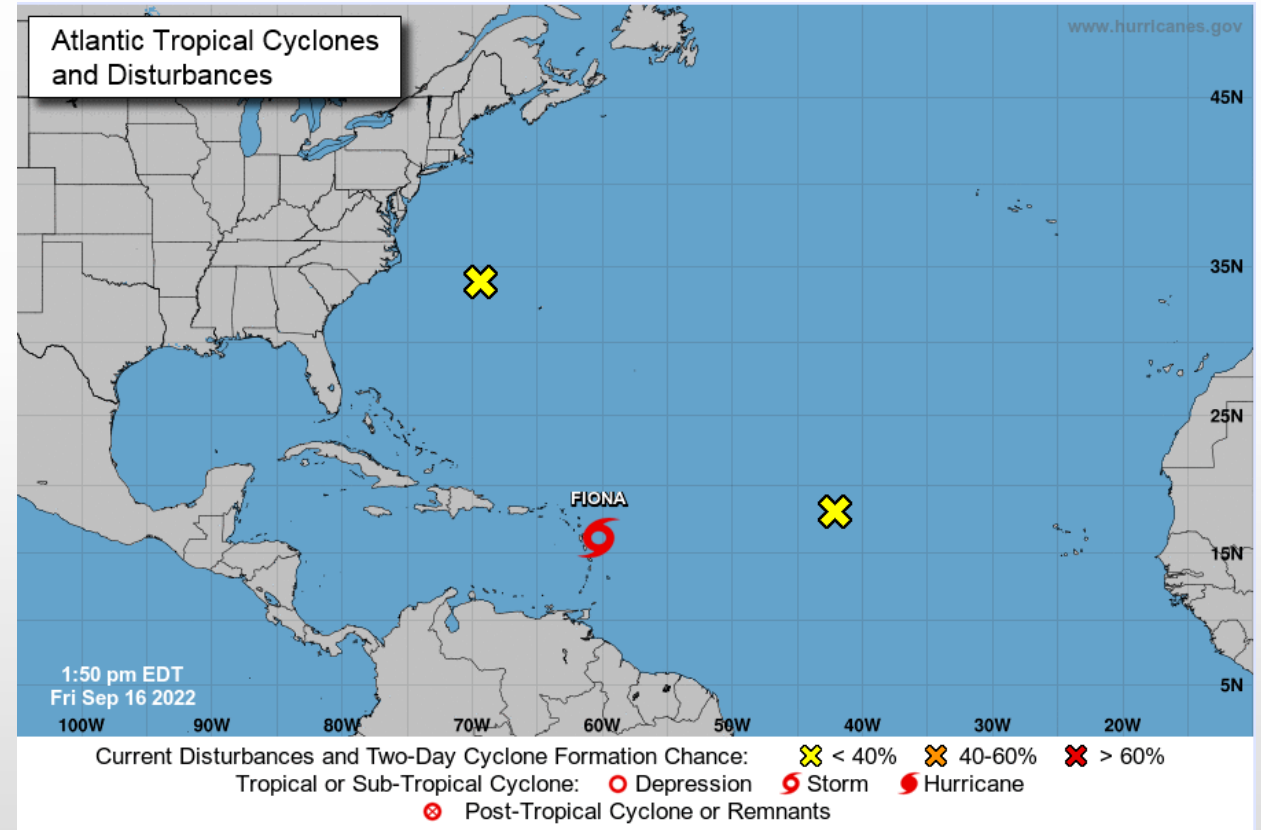 Atlantic Tropical Cyclones
and Disturbances
www.hurricanes.gov
45N
35N
25N
FIONA
15N
1:50 pm EDT
Fri Sep 16 2022
5N
100W 90W 80W 70W 60W 50W 40W 30W 20W
Current Disturbances and Two-Day Cyclone Formation Chance: < 40% 40-60% > 60%
Tropical or Sub-Tropical Cyclone: Depression Storm Hurricane
Post-Tropical Cyclone or Remnants